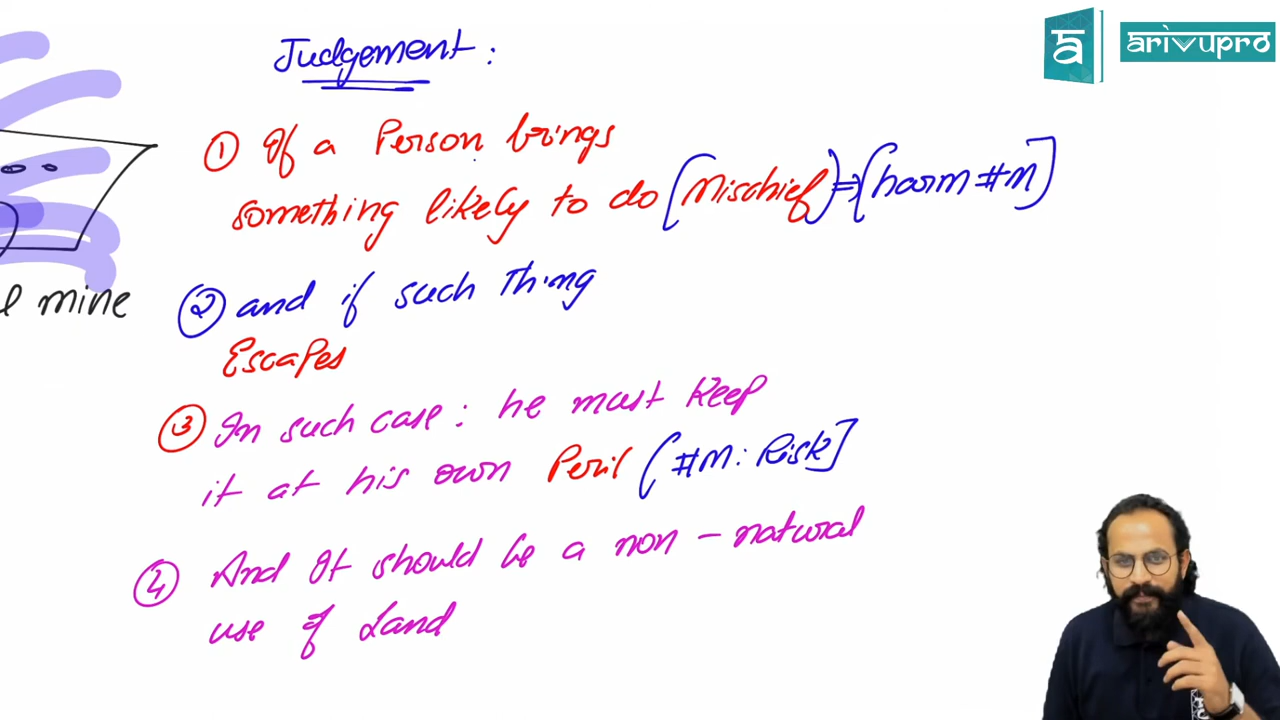 Judgement :
ā arivupro
① If a Person brings
something likely to do [Mischief] => [harm #M]
l mine
② and if such Thing
Escapes
③ In such case : he must Keep
it at his own Peril [#M : Risk]
④ And It should be a non - natural
use of Land